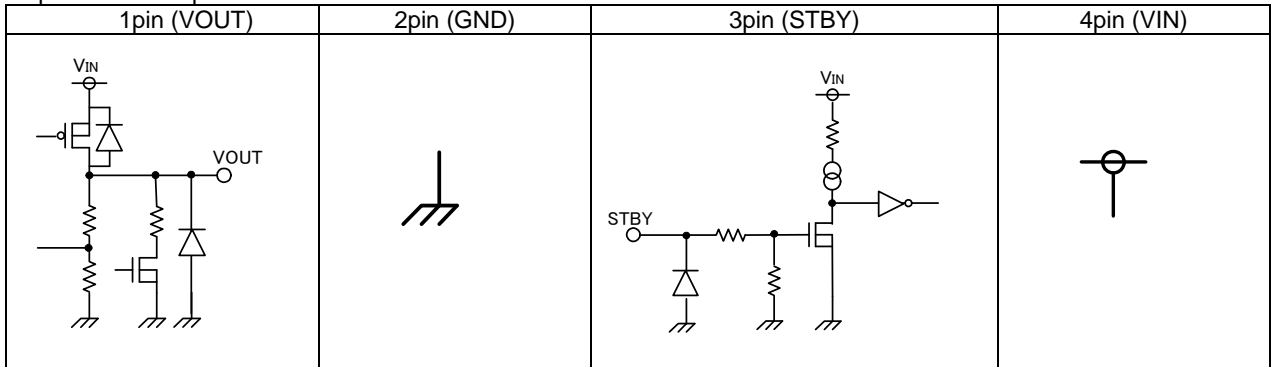 1pin (VOUT) 2pin (GND) 3pin (STBY) 4pin (VIN)
VIN
VOUT
VIN
STBY